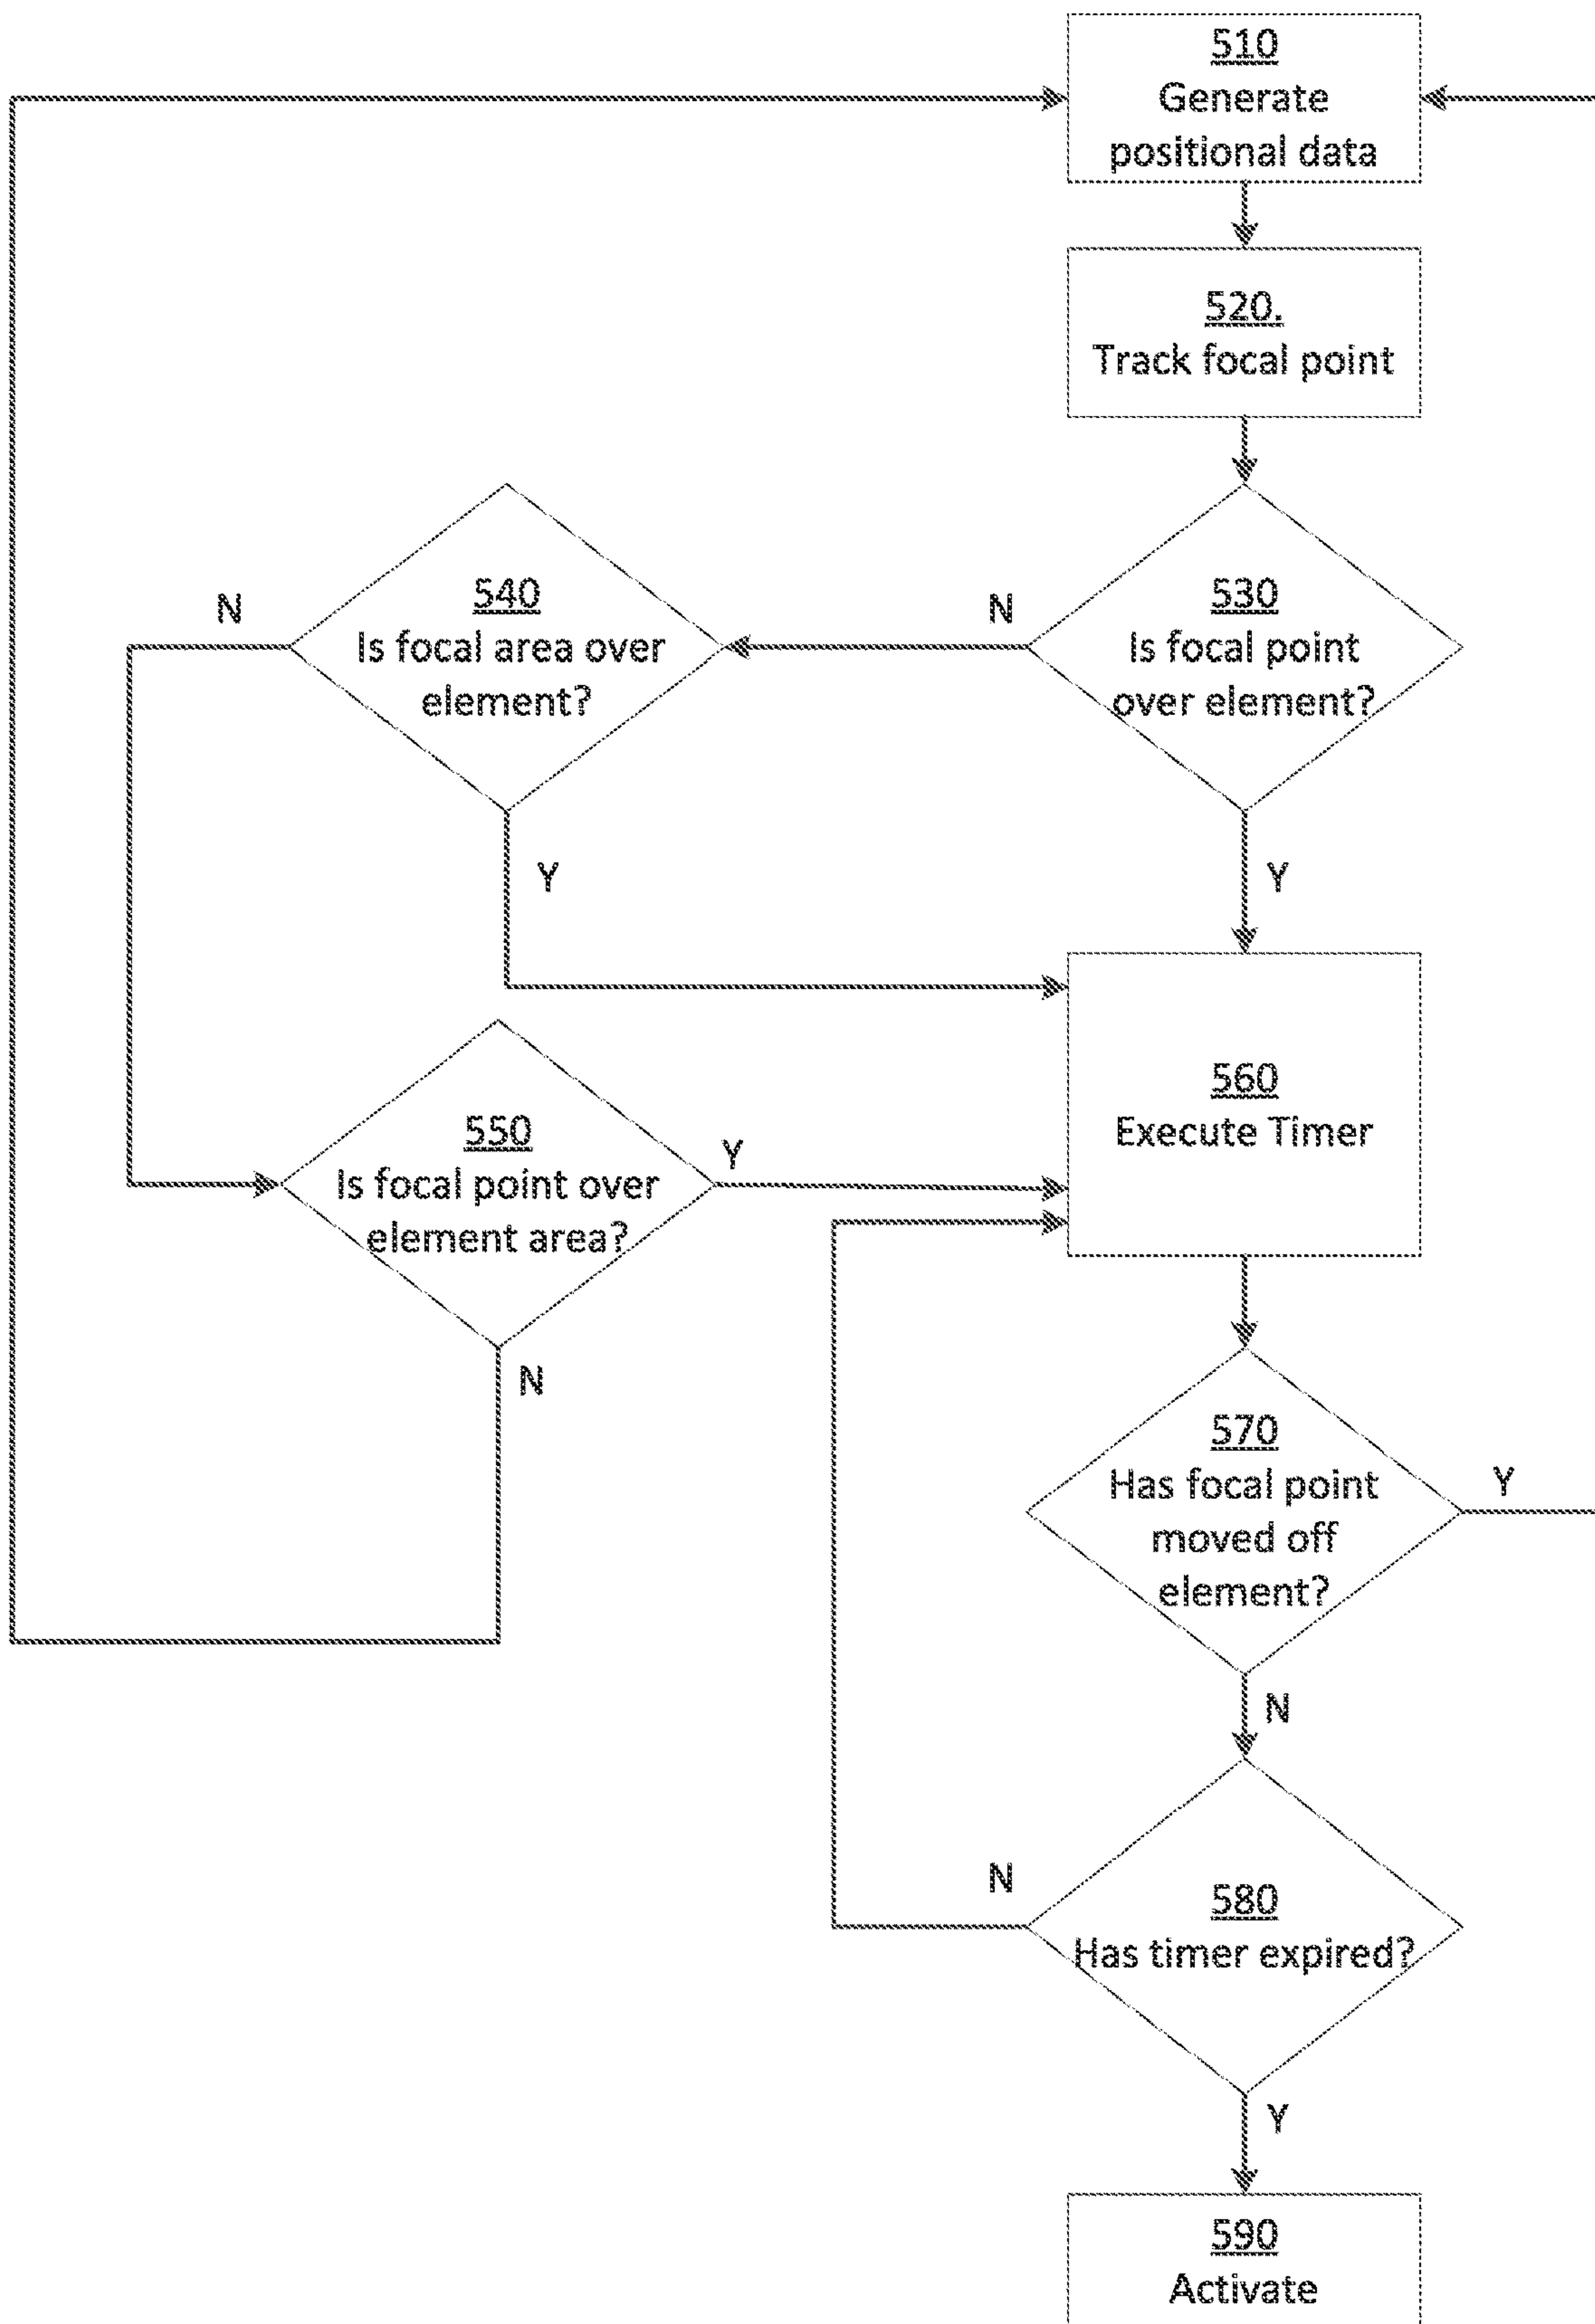 510
Generate
positional data
520.
Track focal point
540
Is focal area over
element?
N
Y
530
Is focal point
over element?
N
Y
550
Is focal point over
element area?
Y
N
560
Execute Timer
570
Has focal point
moved off
element?
Y
N
580
Has timer expired?
N
Y
590
Activate